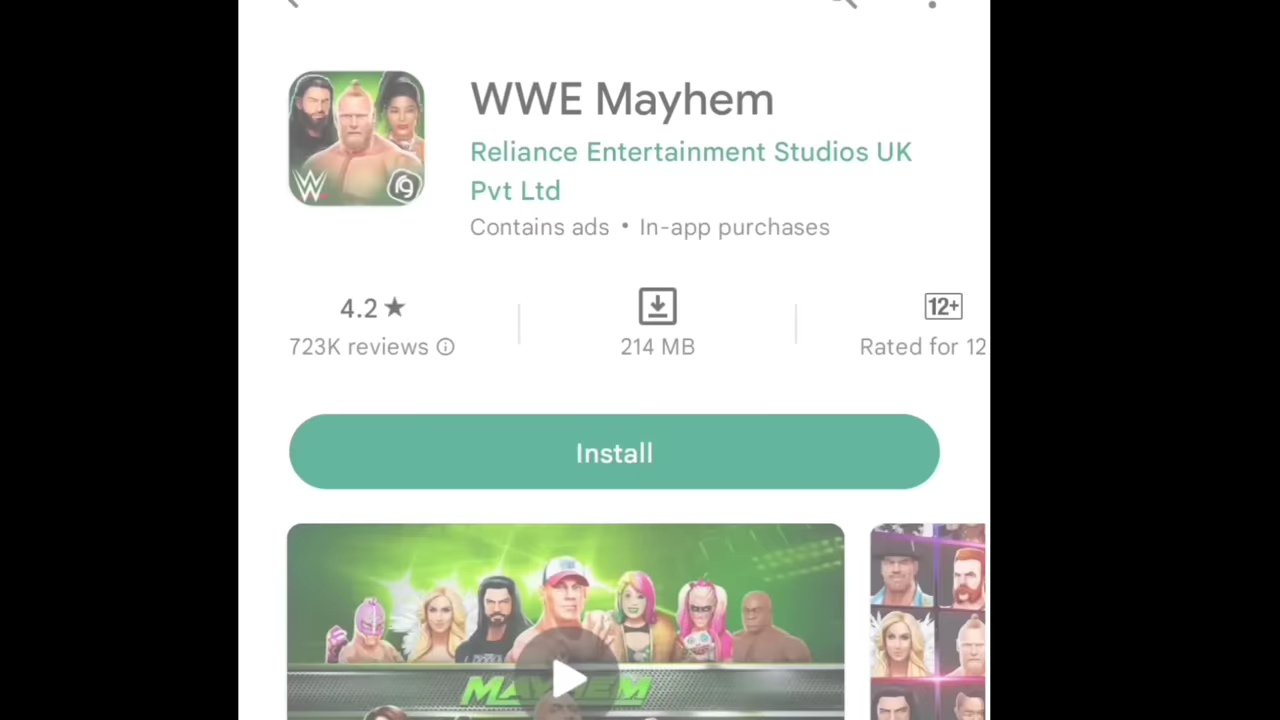 WWE Mayhem
Reliance Entertainment Studios UK
Pvt Ltd
Contains ads • In-app purchases
4.2 ★
723K reviews
214 MB
12+
Rated for 12
Install
MAYHEM